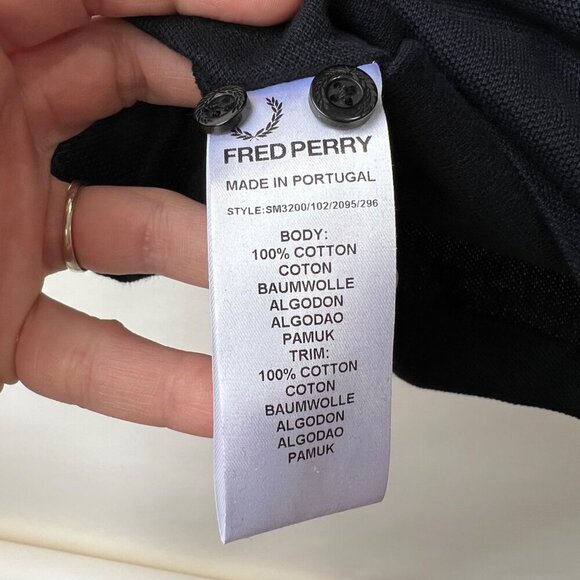 FRED PERRY
MADE IN PORTUGAL
STYLE:SM3200/102/2095/296
BODY:
100% COTTON
COTON
BAUMWOLLE
ALGODON
ALGODAO
PAMUK
TRIM:
100% COTTON
COTON
BAUMWOLLE
ALGODON
ALGODAO
PAMUK